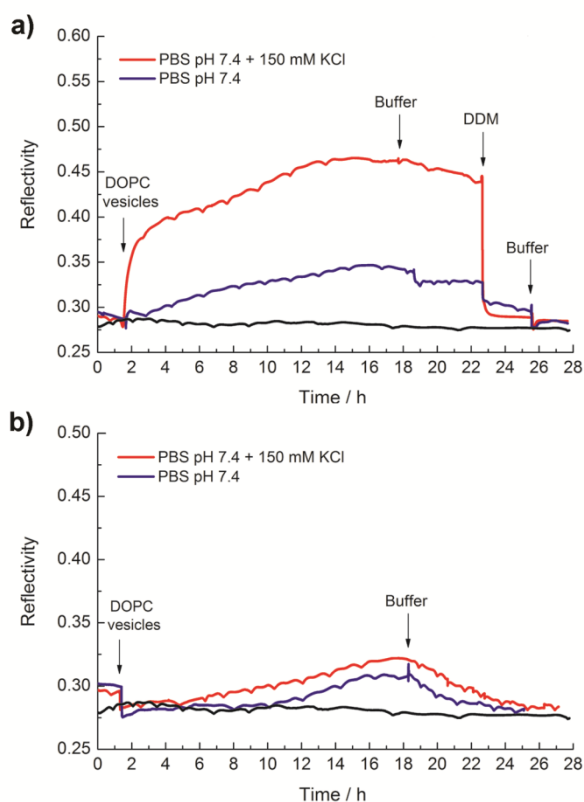 a)
0.60
0.55
0.50
0.45
0.40
0.35
0.30
0.25
Reflectivity
PBS pH 7.4 + 150 mM KCl
PBS pH 7.4
DOPC
vesicles
Buffer
DDM
Buffer
0 2 4 6 8 10 12 14 16 18 20 22 24 26 28
Time / h
b)
0.50
0.45
0.40
0.35
0.30
0.25
Reflectivity
PBS pH 7.4 + 150 mM KCl
PBS pH 7.4
DOPC
vesicles
Buffer
0 2 4 6 8 10 12 14 16 18 20 22 24 26 28
Time / h